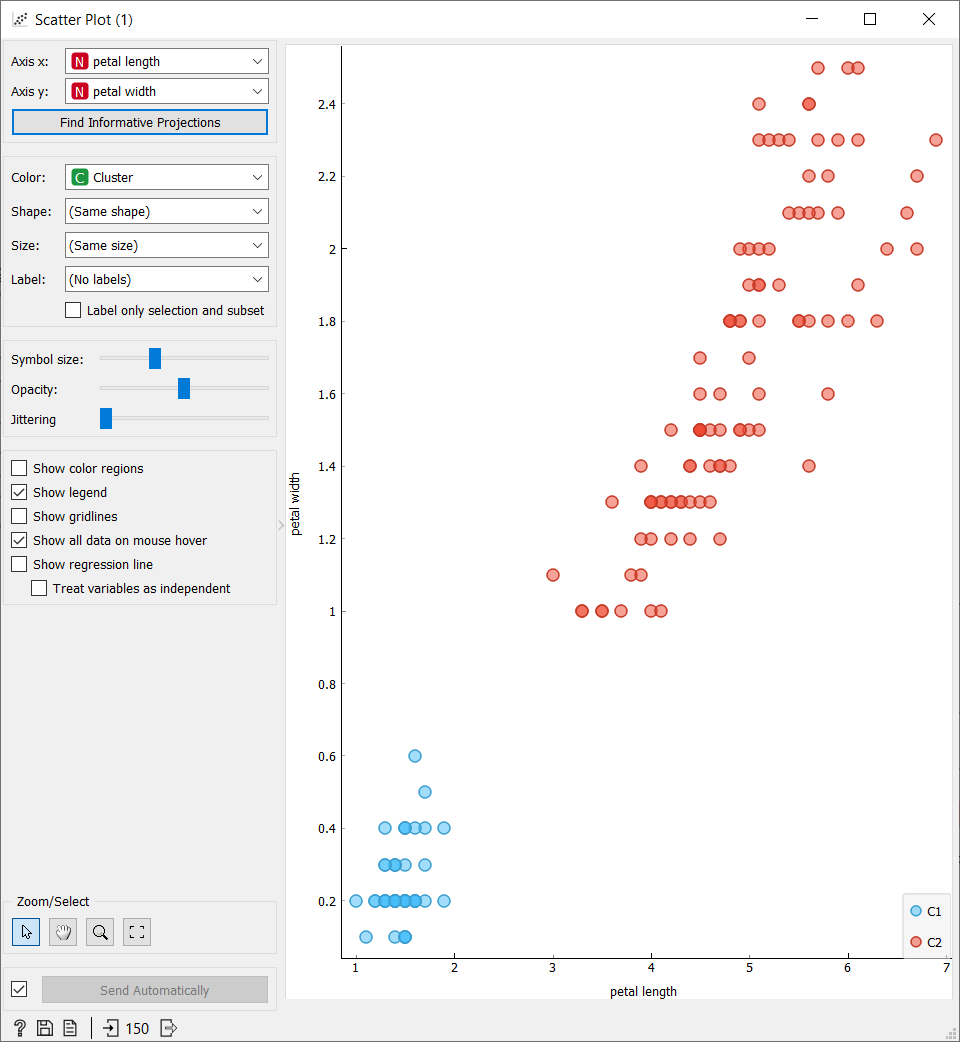 Scatter Plot (1)
Axis x: N petal length
Axis y: N petal width
Find Informative Projections
Color: C Cluster
Shape: (Same shape)
Size: (Same size)
Label: (No labels)
Label only selection and subset
Symbol size:
Opacity:
Jittering
Show color regions
Show legend
Show gridlines
Show all data on mouse hover
Show regression line
Treat variables as independent
Zoom/Select
Send Automatically
? 150
petal width
2.4
2.2
2
1.8
1.6
1.4
1.2
1
0.8
0.6
0.4
0.2
C1
C2
1 2 3 4 5 6 7
petal length